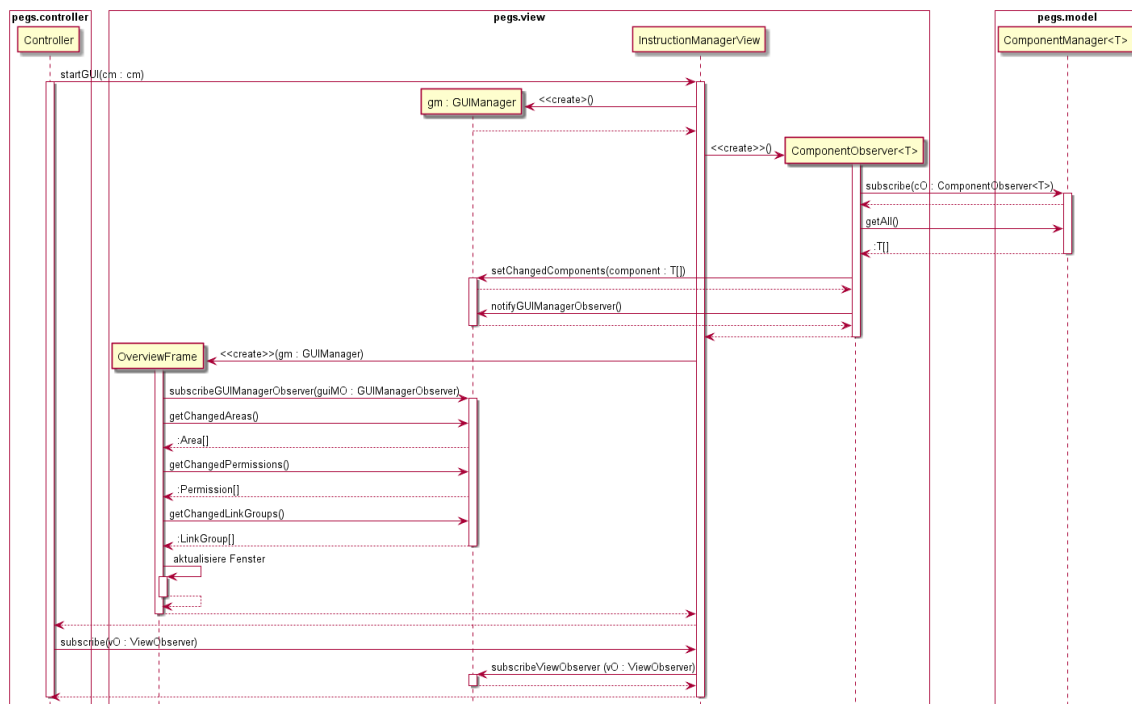 pegs.controller
pegs.view
pegs.model
Controller
InstructionManagerView
ComponentManager<T>
startGUI(cm : cm)
gm : GUIManager
<<create>()
<<create>>()
ComponentObserver<T>
subscribe(cO : ComponentObserver<T>)
getAll()
:T[]
setChangedComponents(component : T[])
notifyGUIManagerObserver()
OverviewFrame
<<create>>(gm : GUIManager)
subscribeGUIManagerObserver(guiMO : GUIManagerObserver)
getChangedAreas()
:Area[]
getChangedPermissions()
:Permission[]
getChangedLinkGroups()
:LinkGroup[]
aktualisiere Fenster
subscribe(vO : ViewObserver)
subscribeViewObserver (vO : ViewObserver)